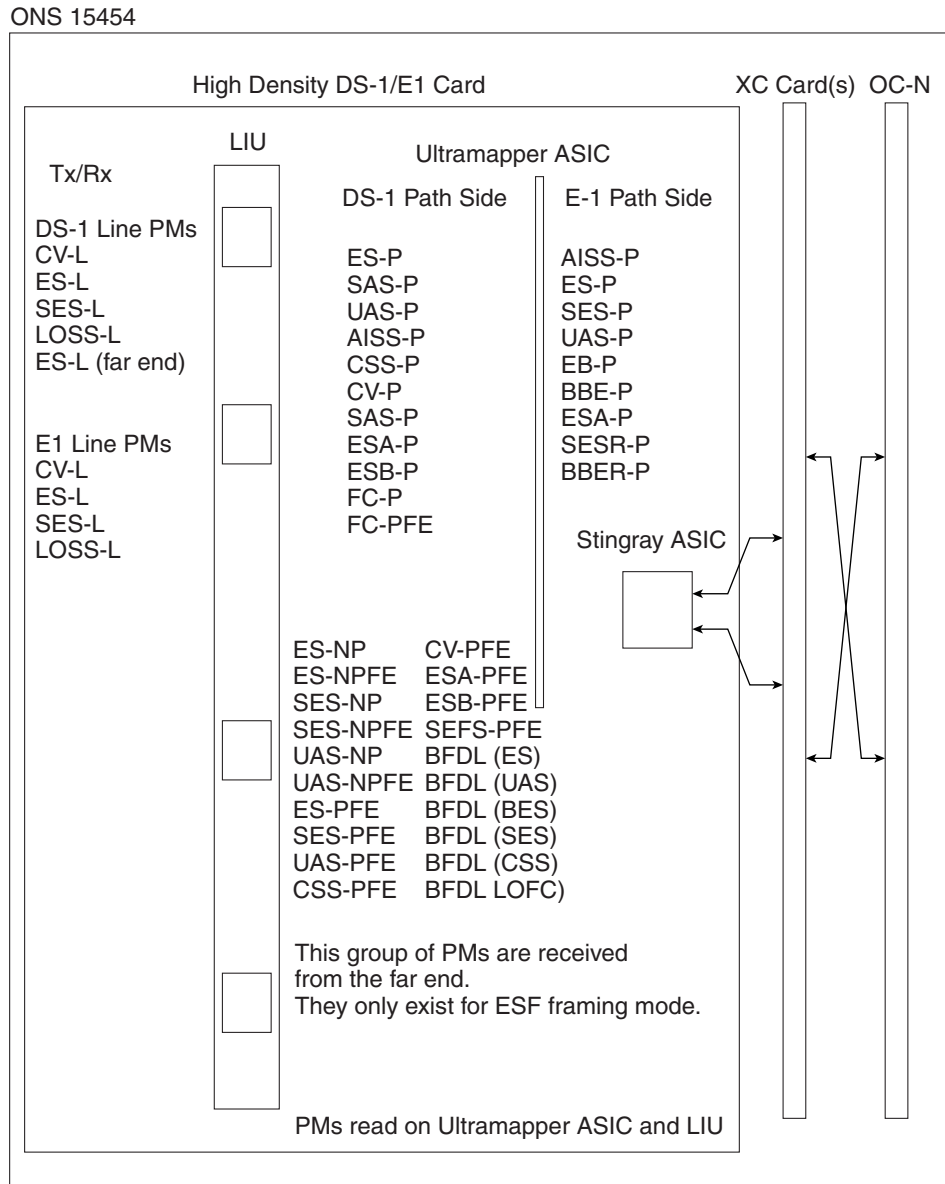 ONS 15454
High Density DS-1/E1 Card
XC Card(s) OC-N
LIU
Ultramapper ASIC
Tx/Rx
DS-1 Path Side
E-1 Path Side
DS-1 Line PMs
CV-L
ES-L
SES-L
LOSS-L
ES-L (far end)
E1 Line PMs
CV-L
ES-L
SES-L
LOSS-L
ES-P
SAS-P
UAS-P
AISS-P
CSS-P
CV-P
SAS-P
ESA-P
ESB-P
FC-P
FC-PFE
AISS-P
ES-P
SES-P
UAS-P
EB-P
BBE-P
ESA-P
SESR-P
BBER-P
Stingray ASIC
ES-NP CV-PFE
ES-NPFE ESA-PFE
SES-NP ESB-PFE
SES-NPFE SEFS-PFE
UAS-NP BFDL (ES)
UAS-NPFE BFDL (UAS)
ES-PFE BFDL (BES)
SES-PFE BFDL (SES)
UAS-PFE BFDL (CSS)
CSS-PFE BFDL LOFC)
This group of PMs are received
from the far end.
They only exist for ESF framing mode.
PMs read on Ultramapper ASIC and LIU